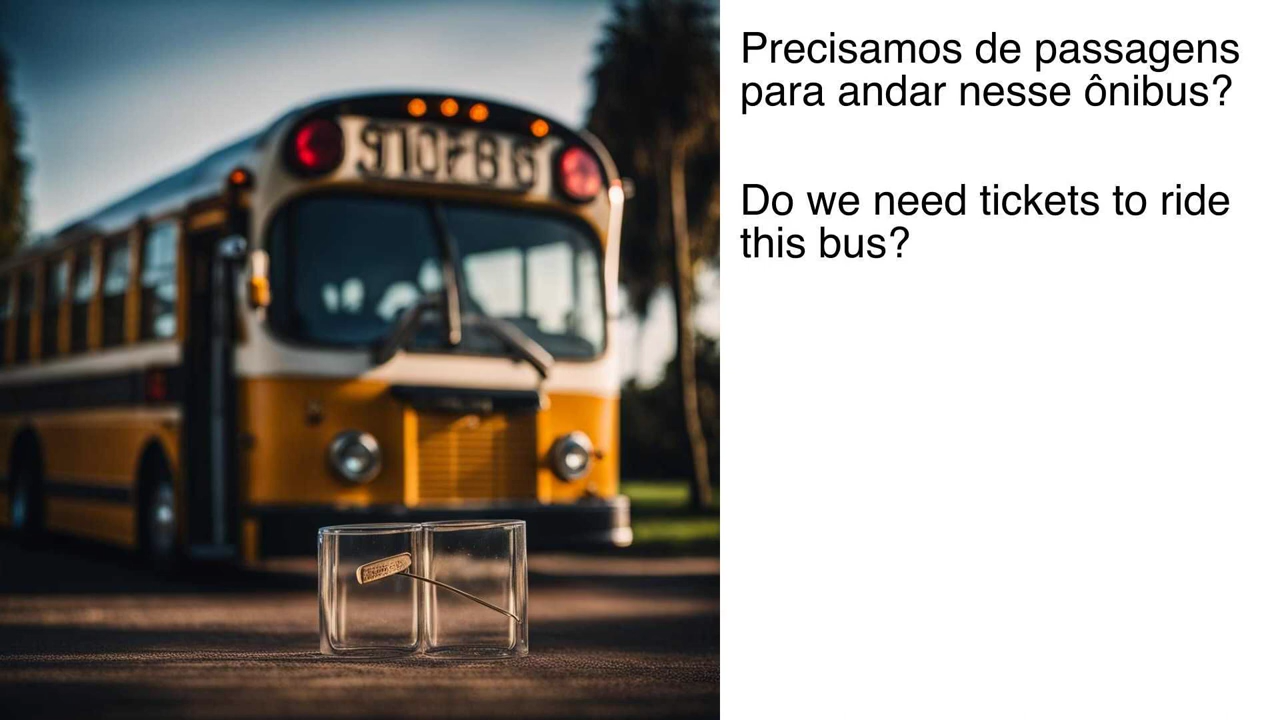 Precisamos de passagens
para andar nesse ônibus?
Do we need tickets to ride
this bus?